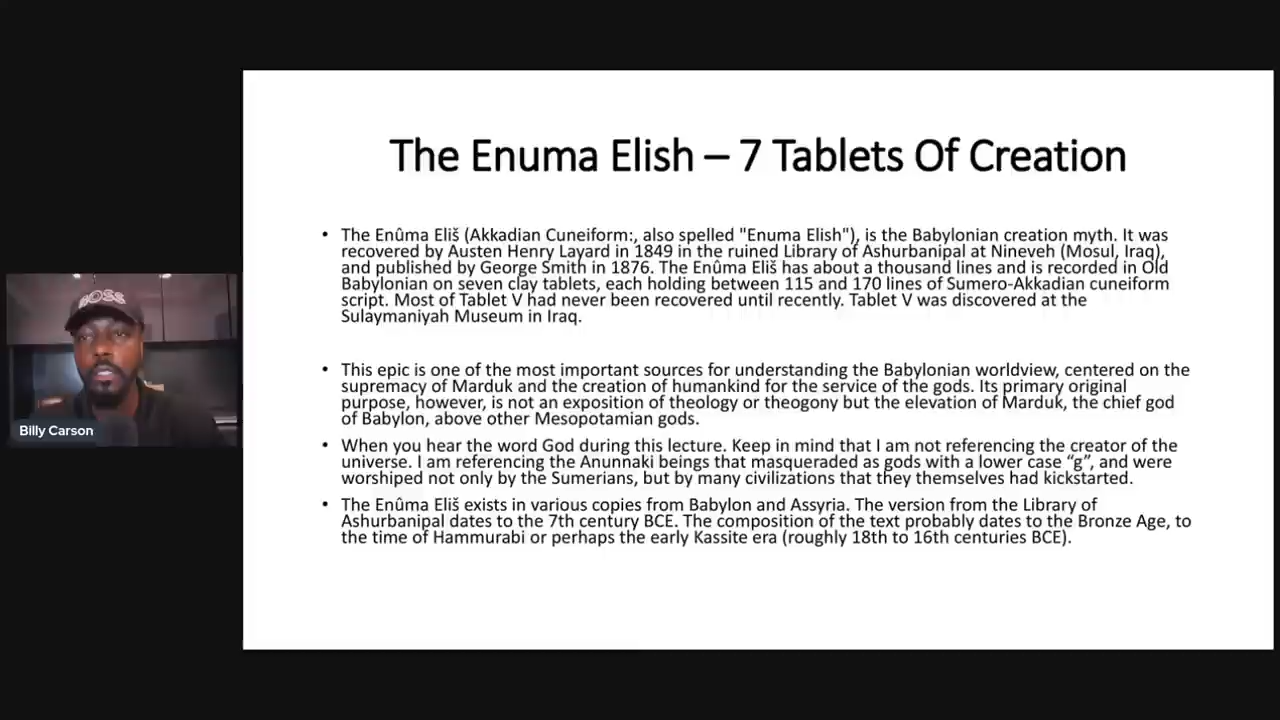 The Enuma Elish – 7 Tablets Of Creation
• The Enûma Eliš (Akkadian Cuneiform:, also spelled "Enuma Elish"), is the Babylonian creation myth. It was
recovered by Austen Henry Layard in 1849 in the ruined Library of Ashurbanipal at Nineveh (Mosul, Iraq),
and published by George Smith in 1876. The Enûma Eliš has about a thousand lines and is recorded in Old
Babylonian on seven clay tablets, each holding between 115 and 170 lines of Sumero-Akkadian cuneiform
script. Most of Tablet V had never been recovered until recently. Tablet V was discovered at the
Sulaymaniyah Museum in Iraq.
• This epic is one of the most important sources for understanding the Babylonian worldview, centered on the
supremacy of Marduk and the creation of humankind for the service of the gods. Its primary original
purpose, however, is not an exposition of theology or theogony but the elevation of Marduk, the chief god
of Babylon, above other Mesopotamian gods.
• When you hear the word God during this lecture. Keep in mind that I am not referencing the creator of the
universe. I am referencing the Anunnaki beings that masqueraded as gods with a lower case “g”, and were
worshiped not only by the Sumerians, but by many civilizations that they themselves had kickstarted.
• The Enûma Eliš exists in various copies from Babylon and Assyria. The version from the Library of
Ashurbanipal dates to the 7th century BCE. The composition of the text probably dates to the Bronze Age, to
the time of Hammurabi or perhaps the early Kassite era (roughly 18th to 16th centuries BCE).
BOSS
Billy Carson